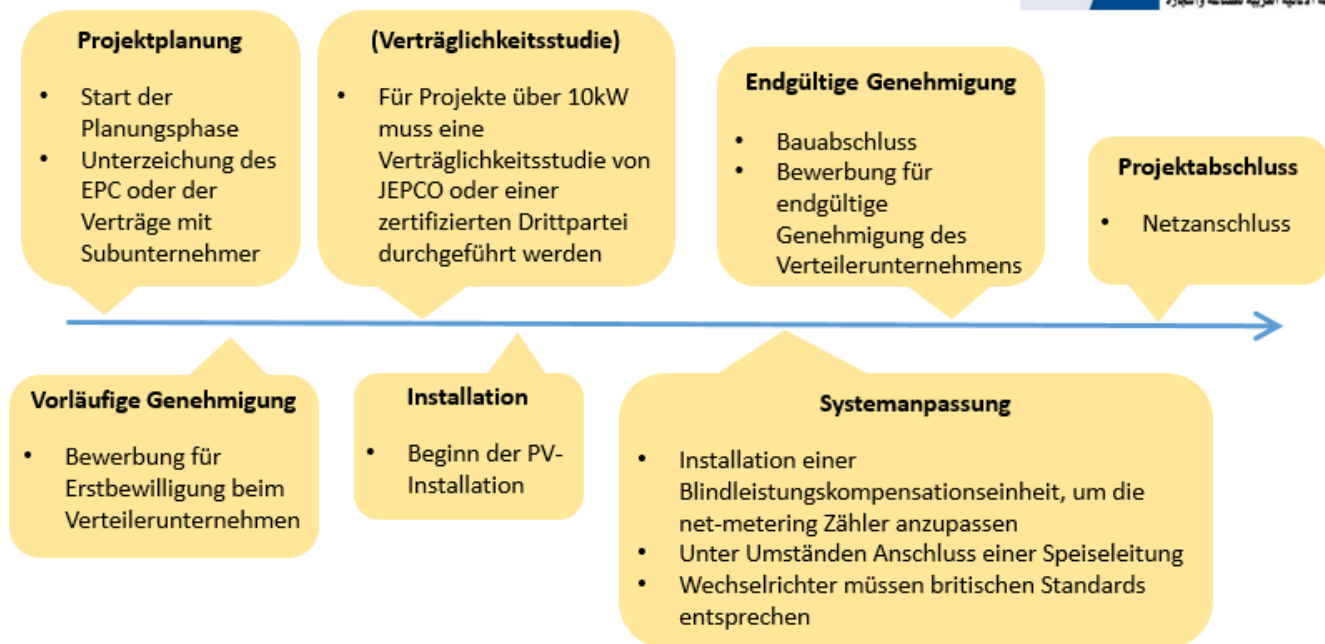 Projektplanung
• Start der
Planungsphase
• Unterzeichung des
EPC oder der
Verträge mit
Subunternehmer
(Verträglichkeitsstudie)
• Für Projekte über 10kW
muss eine
Verträglichkeitsstudie von
JEPCO oder einer
zertifizierten Drittpartei
durchgeführt werden
Endgültige Genehmigung
• Bauabschluss
• Bewerbung für
endgültige
Genehmigung des
Verteilerunternehmens
Projektabschluss
• Netzanschluss
Vorläufige Genehmigung
• Bewerbung für
Erstbewilligung beim
Verteilerunternehmen
Installation
• Beginn der PV-
Installation
Systemanpassung
• Installation einer
Blindleistungskompensationseinheit, um die
net-metering Zähler anzupassen
• Unter Umständen Anschluss einer Speiseleitung
• Wechselrichter müssen britischen Standards
entsprechen